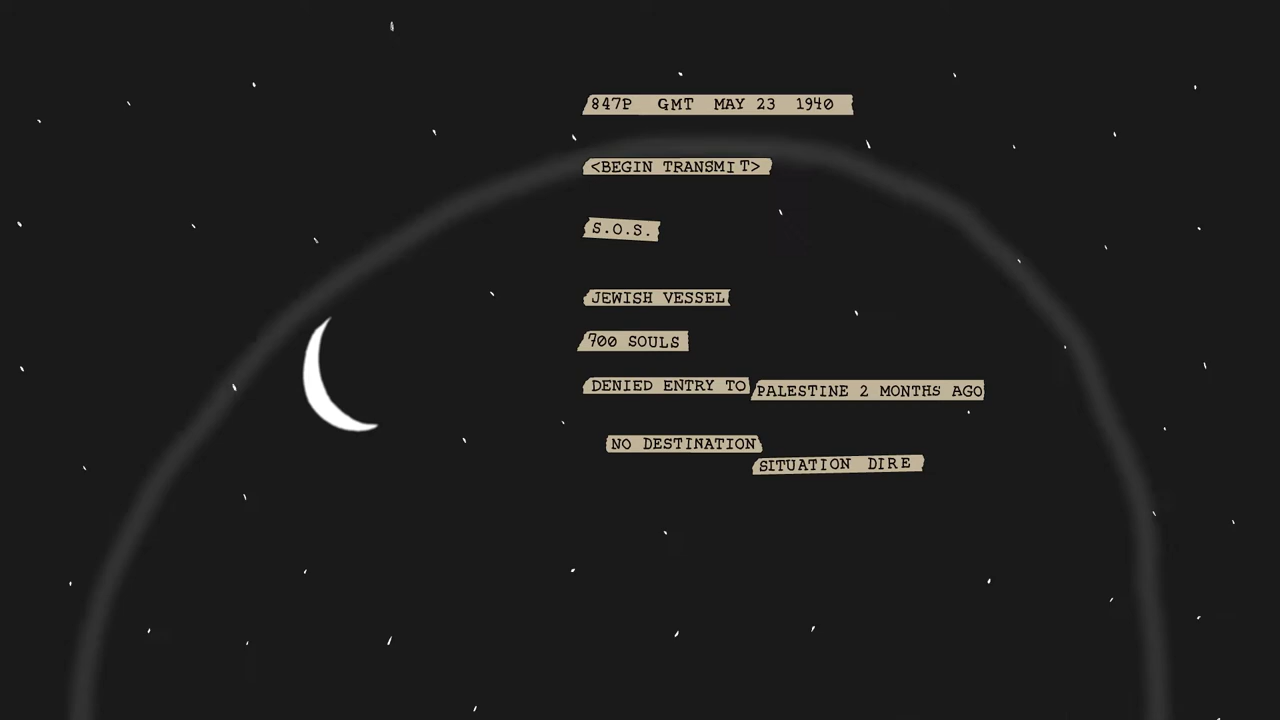 847P GMT MAY 23 1940
<BEGIN TRANSMIT>
S.O.S.
JEWISH VESSEL
700 SOULS
DENIED ENTRY TO PALESTINE 2 MONTHS AGO
NO DESTINATION
SITUATION DIRE